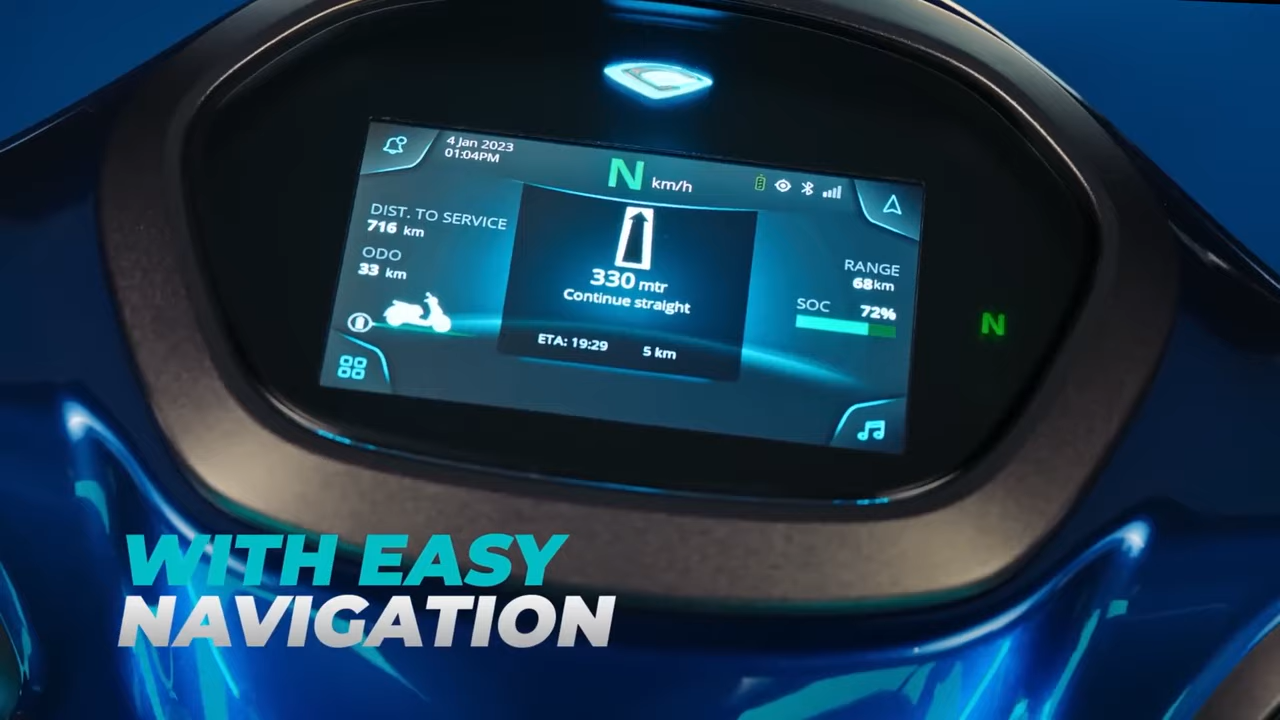 4 Jan 2023
01:04PM
N km/h
DIST. TO SERVICE
716 km
ODO
33 km
330 mtr
Continue straight
ETA: 19:29 5 km
RANGE
68km
SOC 72%
N
WITH EASY
NAVIGATION